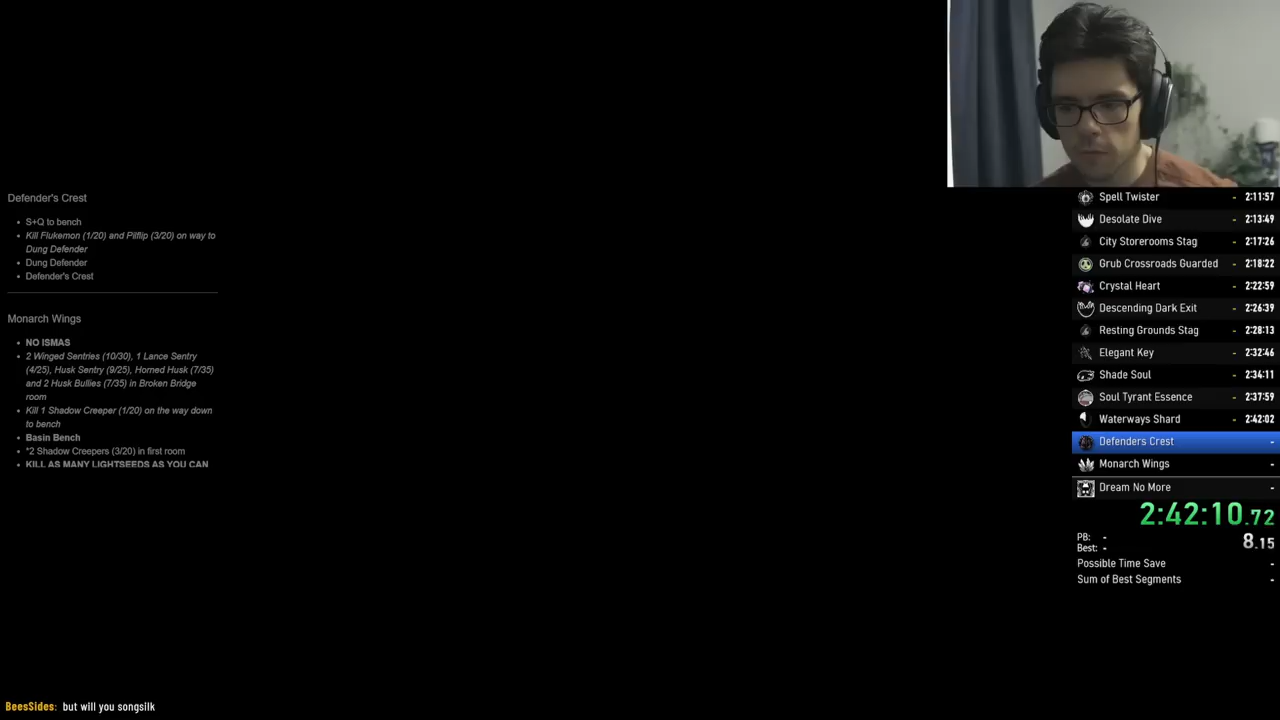 Defender's Crest
• S+Q to bench
• Kill Flukemon (1/20) and Pilflip (3/20) on way to
Dung Defender
• Dung Defender
• Defender's Crest
Monarch Wings
• NO ISMAS
• 2 Winged Sentries (10/30), 1 Lance Sentry
(4/25), Husk Sentry (9/25), Horned Husk (7/35)
and 2 Husk Bullies (7/35) in Broken Bridge
room
• Kill 1 Shadow Creeper (1/20) on the way down
to bench
• Basin Bench
• *2 Shadow Creepers (3/20) in first room
• KILL AS MANY LIGHTSEEDS AS YOU CAN
Spell Twister - 2:11:57
Desolate Dive - 2:13:49
City Storerooms Stag - 2:17:26
Grub Crossroads Guarded - 2:18:22
Crystal Heart - 2:22:59
Descending Dark Exit - 2:26:39
Resting Grounds Stag - 2:28:13
Elegant Key - 2:32:46
Shade Soul - 2:34:11
Soul Tyrant Essence - 2:37:59
Waterways Shard - 2:42:02
Defenders Crest -
Monarch Wings -
Dream No More -
2:42:10.72
PB: - 8.15
Best: -
Possible Time Save -
Sum of Best Segments -
BeesSides: but will you songsilk